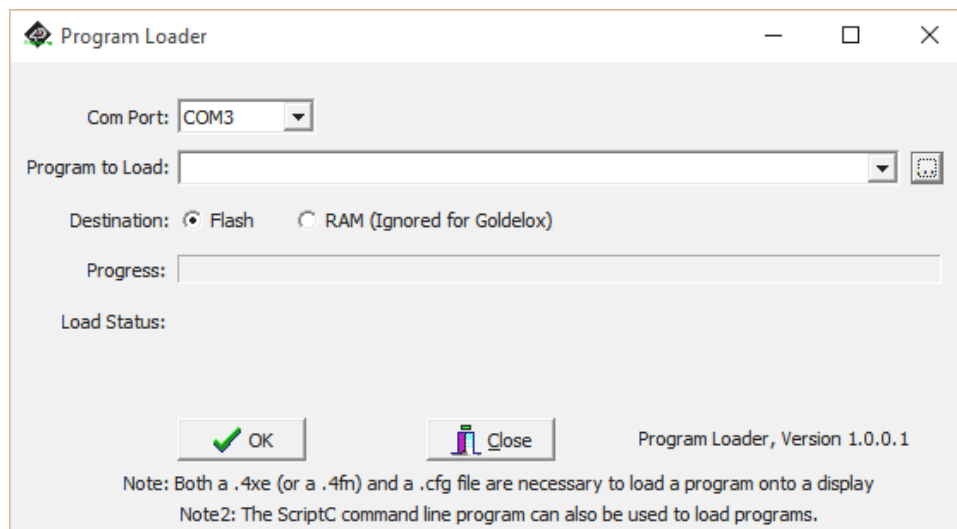 Program Loader
Com Port: COM3
Program to Load:
Destination: Flash RAM (Ignored for Goldelox)
Progress:
Load Status:
OK Close Program Loader, Version 1.0.0.1
Note: Both a .4xe (or a .4fn) and a .cfg file are necessary to load a program onto a display
Note2: The ScriptC command line program can also be used to load programs.